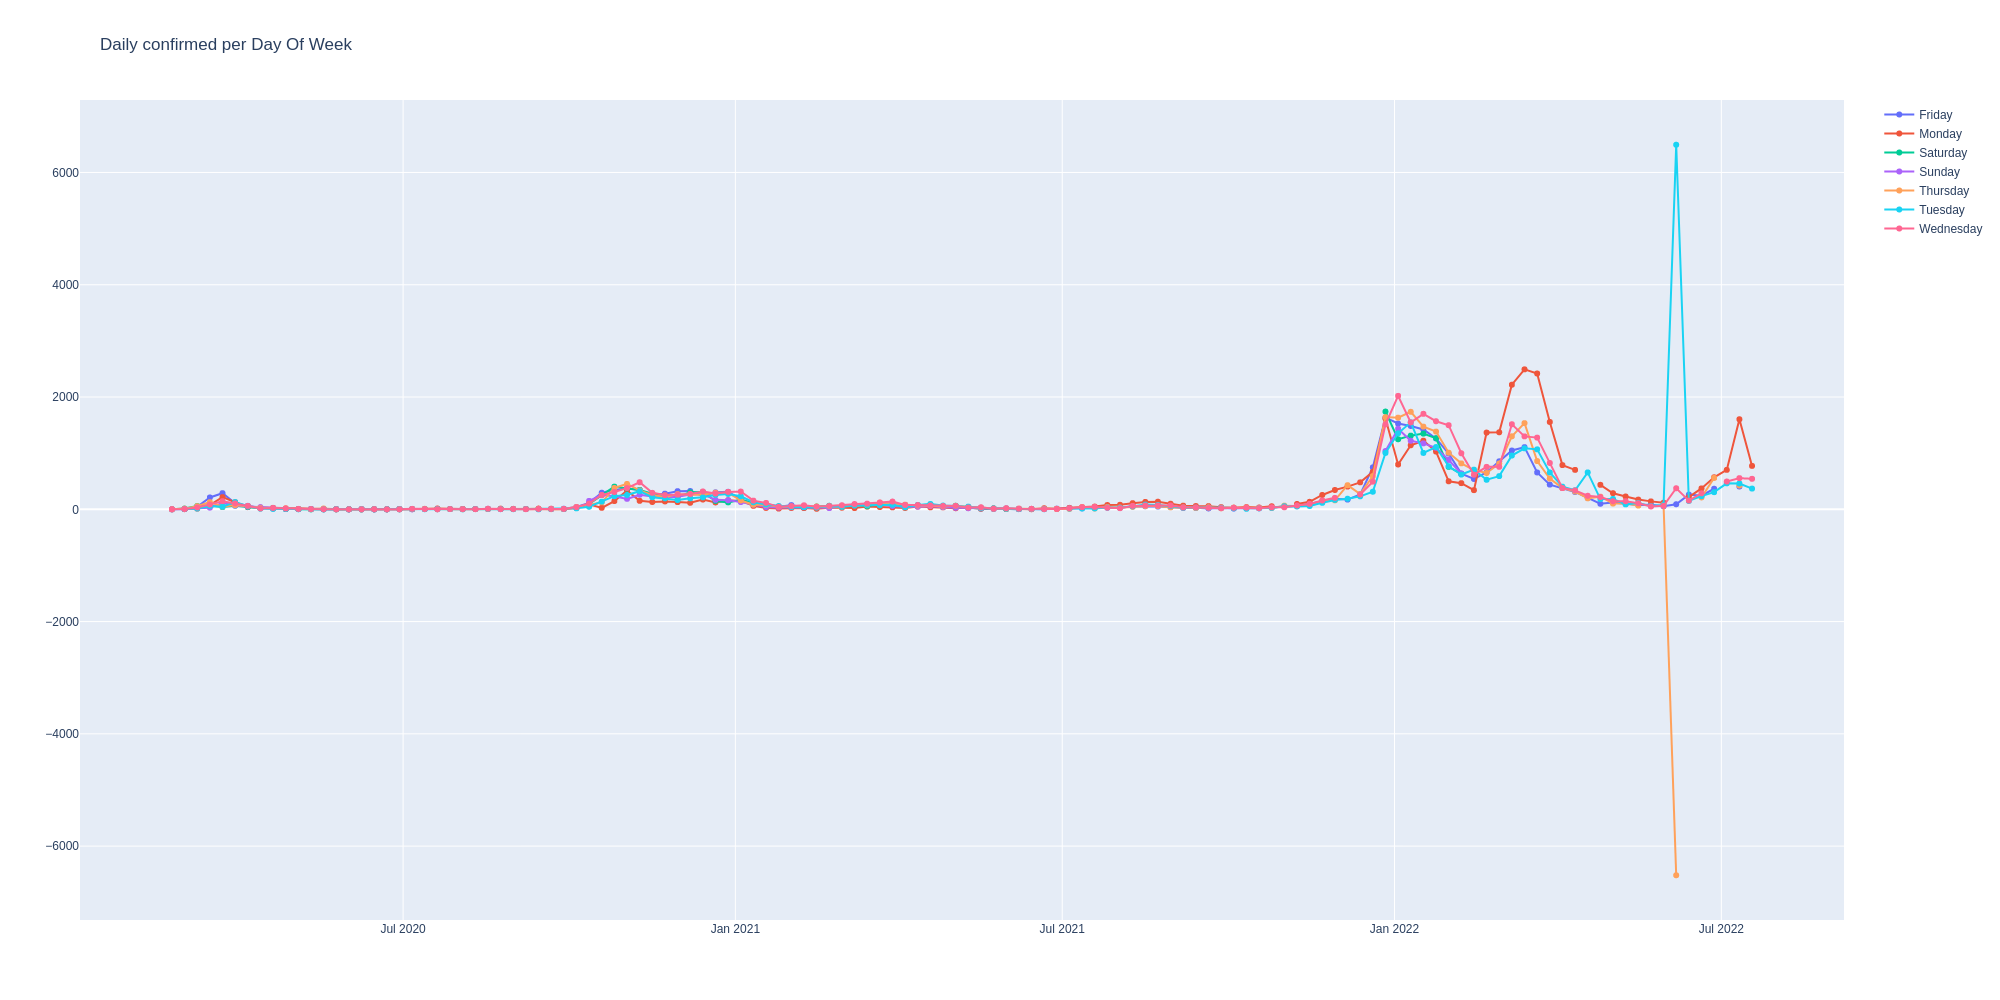 Daily confirmed per Day Of Week
Friday
Monday
Saturday
Sunday
Thursday
Tuesday
Wednesday
6000
4000
2000
0
−2000
−4000
−6000
Jul 2020
Jan 2021
Jul 2021
Jan 2022
Jul 2022